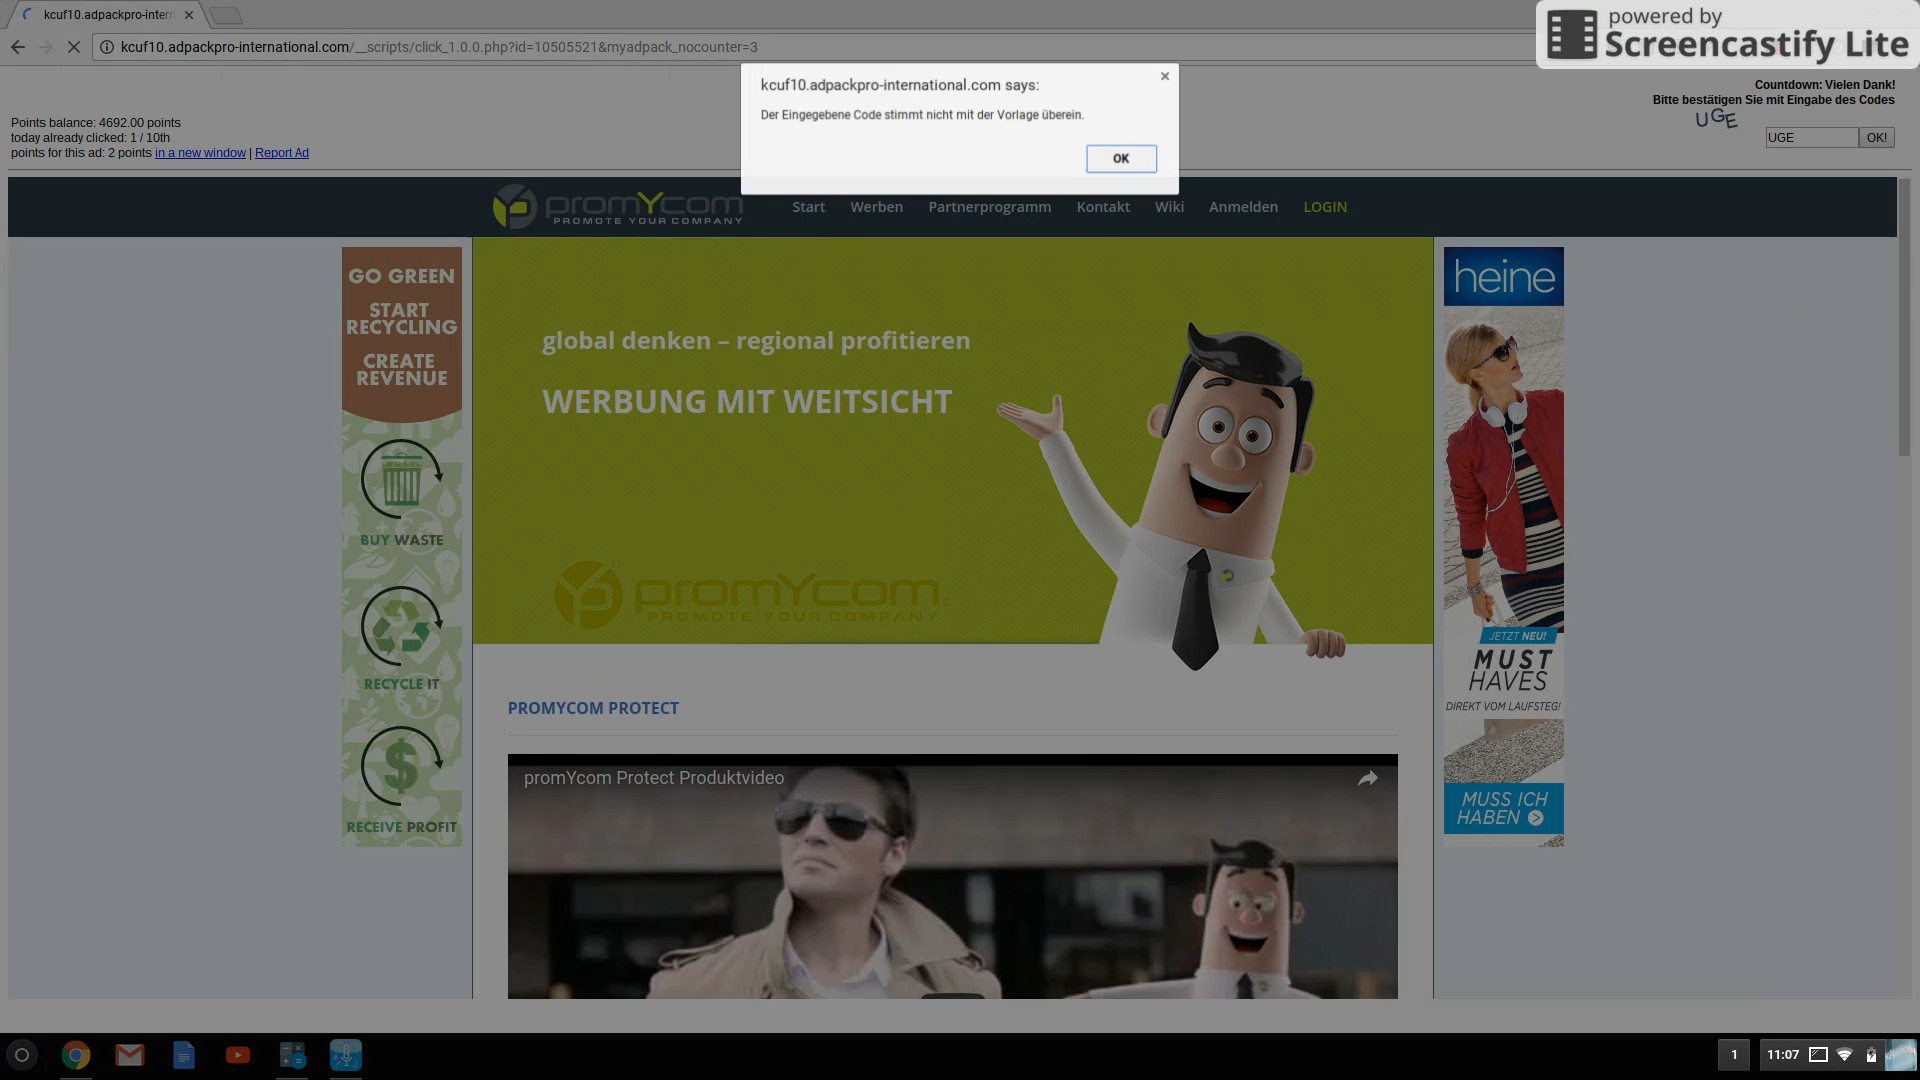 kcuf10.adpackpro-intern
powered by
Screencastify Lite
kcuf10.adpackpro-international.com/__scripts/click_1.0.0.php?id=10505521&myadpack_nocounter=3
kcuf10.adpackpro-international.com says:
Der Eingegebene Code stimmt nicht mit der Vorlage überein.
OK
Countdown: Vielen Dank!
Bitte bestätigen Sie mit Eingabe des Codes
UGE
UGE OK!
Points balance: 4692.00 points
today already clicked: 1 / 10th
points for this ad: 2 points in a new window | Report Ad
promYcom
PROMOTE YOUR COMPANY
Start Werben Partnerprogramm Kontakt Wiki Anmelden LOGIN
GO GREEN
START
RECYCLING
CREATE
REVENUE
BUY WASTE
RECYCLE IT
$
RECEIVE PROFIT
global denken – regional profitieren
WERBUNG MIT WEITSICHT
promYcom
PROMOTE YOUR COMPANY
heine
JETZT NEU!
MUST
HAVES
DIREKT VOM LAUFSTEG!
MUSS ICH
HABEN
PROMYCOM PROTECT
promYcom Protect Produktvideo
1
11:07